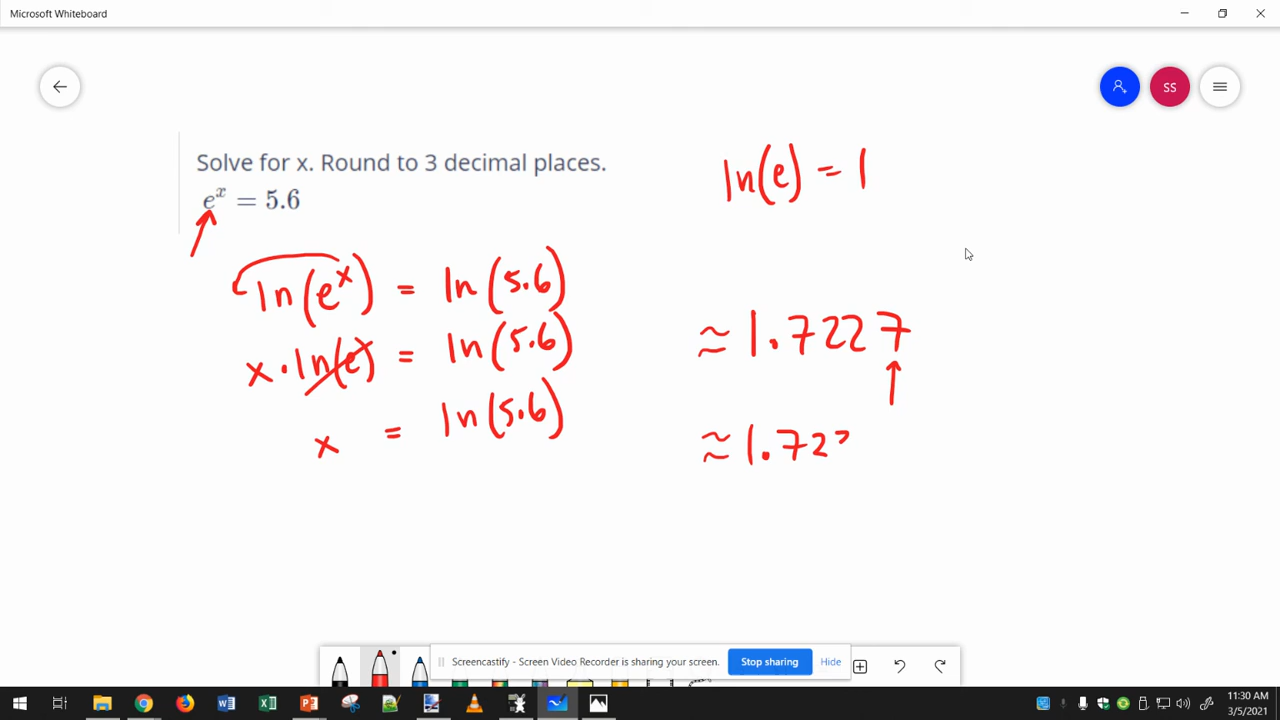 Microsoft Whiteboard
SS
Solve for x. Round to 3 decimal places.
e^x = 5.6
ln(e) = 1
ln(e^x) = ln(5.6)
x · ln(e) = ln(5.6)
x = ln(5.6)
≈ 1.7227
≈ 1.72
Screencastify - Screen Video Recorder is sharing your screen.
Stop sharing
Hide
11:30 AM
3/5/2021